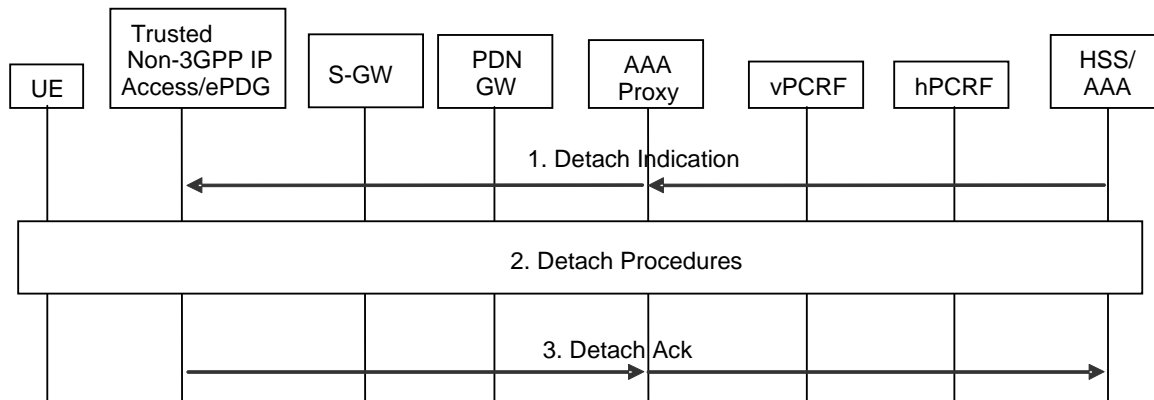 UE
Trusted
Non-3GPP IP
Access/ePDG
S-GW
PDN
GW
AAA
Proxy
vPCRF
hPCRF
HSS/
AAA
1. Detach Indication
2. Detach Procedures
3. Detach Ack